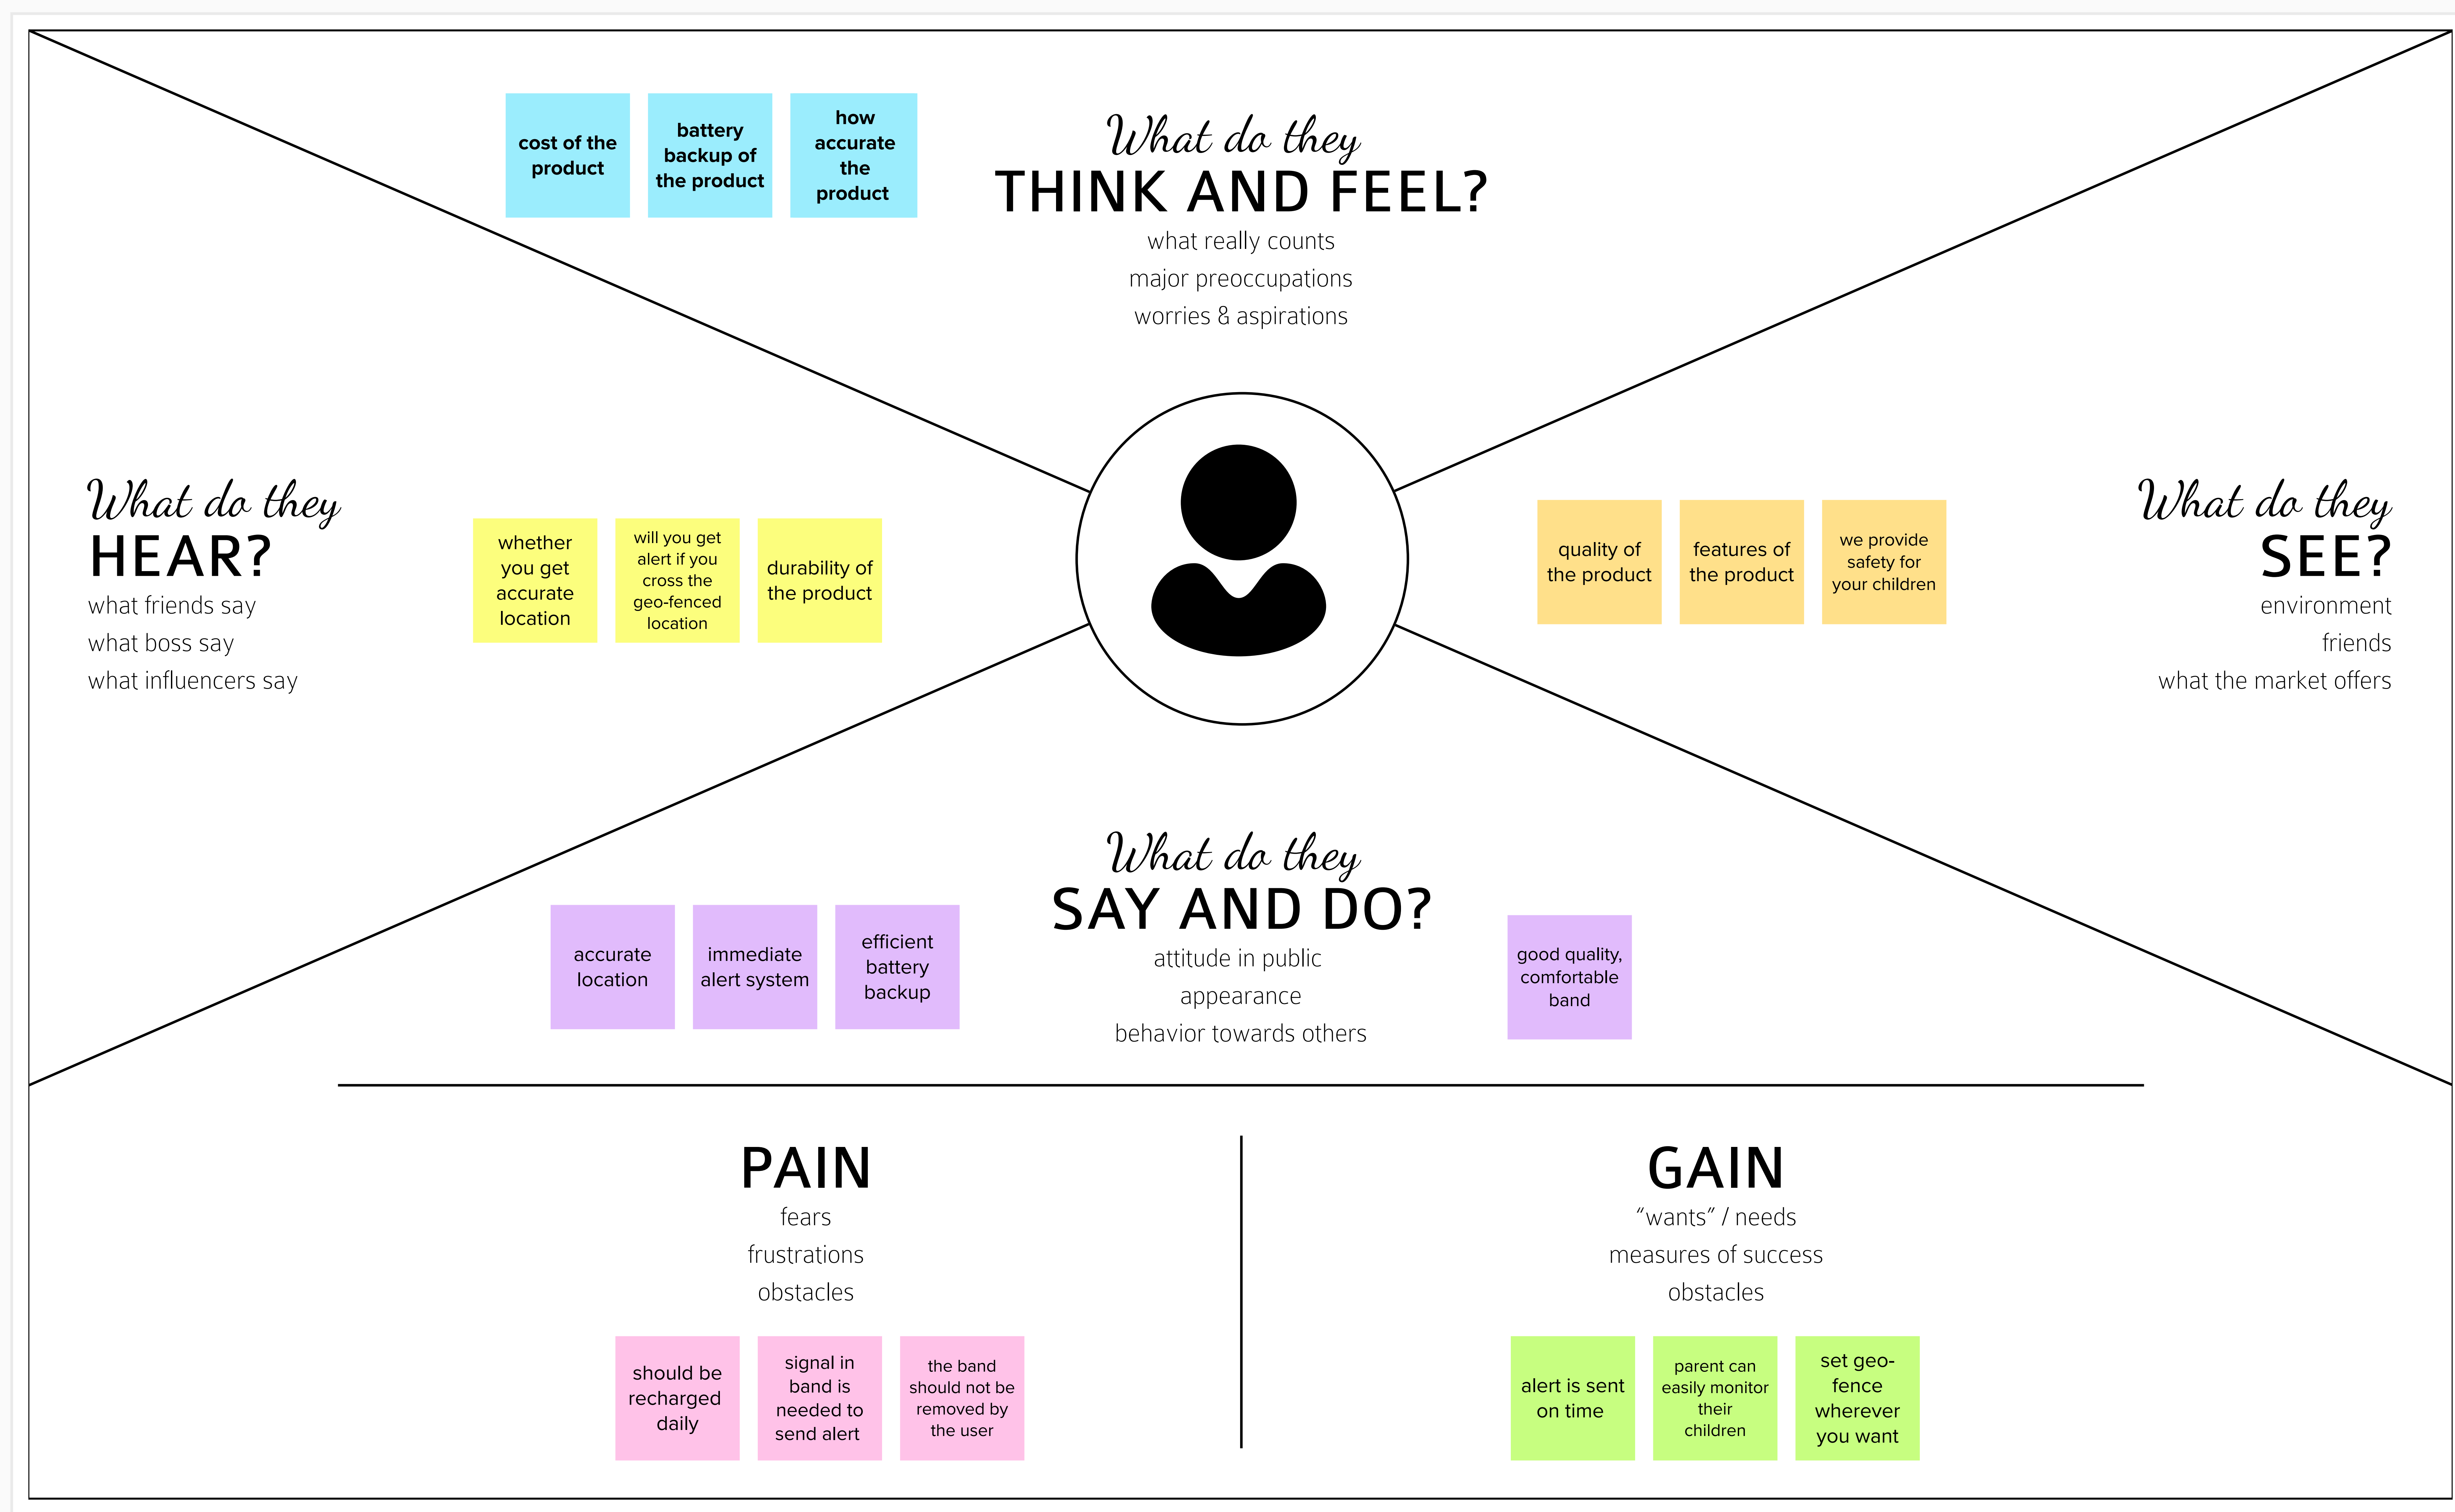 cost of the
product
battery
backup of
the product
how
accurate
the
product
What do they
THINK AND FEEL?
what really counts
major preoccupations
worries & aspirations
What do they
HEAR?
what friends say
what boss say
what influencers say
whether
you get
accurate
location
will you get
alert if you
cross the
geo-fenced
location
durability of
the product
quality of
the product
features of
the product
we provide
safety for
your children
What do they
SEE?
environment
friends
what the market offers
What do they
SAY AND DO?
attitude in public
appearance
behavior towards others
accurate
location
immediate
alert system
efficient
battery
backup
good quality,
comfortable
band
PAIN
fears
frustrations
obstacles
should be
recharged
daily
signal in
band is
needed to
send alert
the band
should not be
removed by
the user
GAIN
“wants” / needs
measures of success
obstacles
alert is sent
on time
parent can
easily monitor
their
children
set geo-
fence
wherever
you want